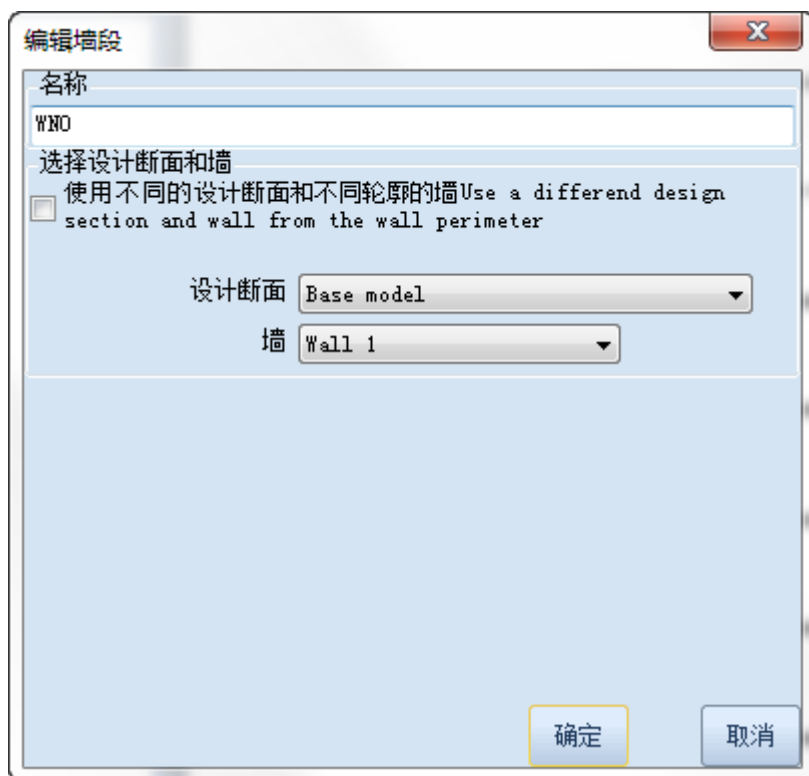 编辑墙段
名称
WN0
选择设计断面和墙
使用不同的设计断面和不同轮廓的墙Use a differend design
section and wall from the wall perimeter
设计断面 Base model
墙 Wall 1
确定 取消